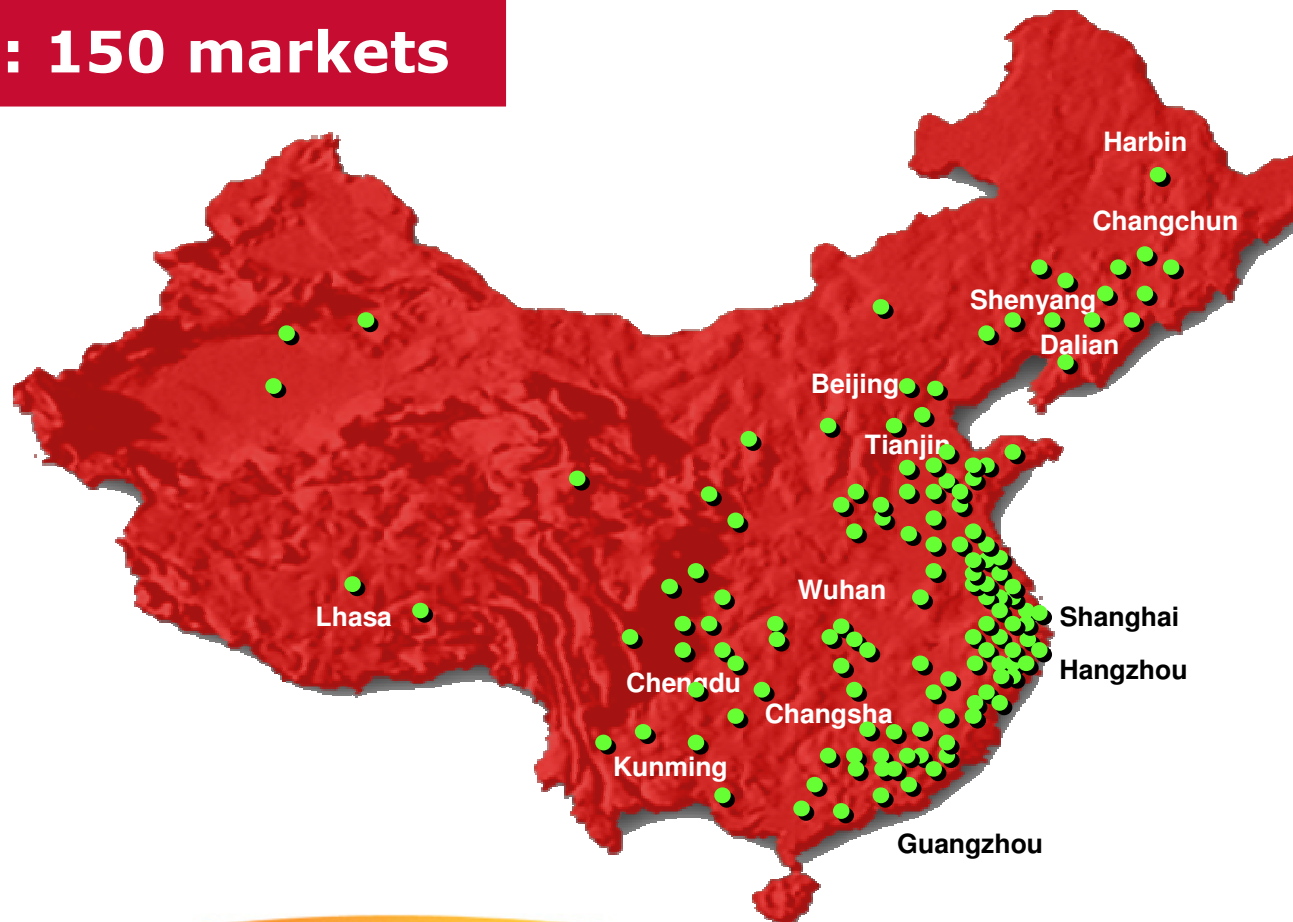 : 150 markets
Harbin
Changchun
Shenyang
Dalian
Beijing
Tianjin
Wuhan
Lhasa
Shanghai
Hangzhou
Chengdu
Changsha
Kunming
Guangzhou